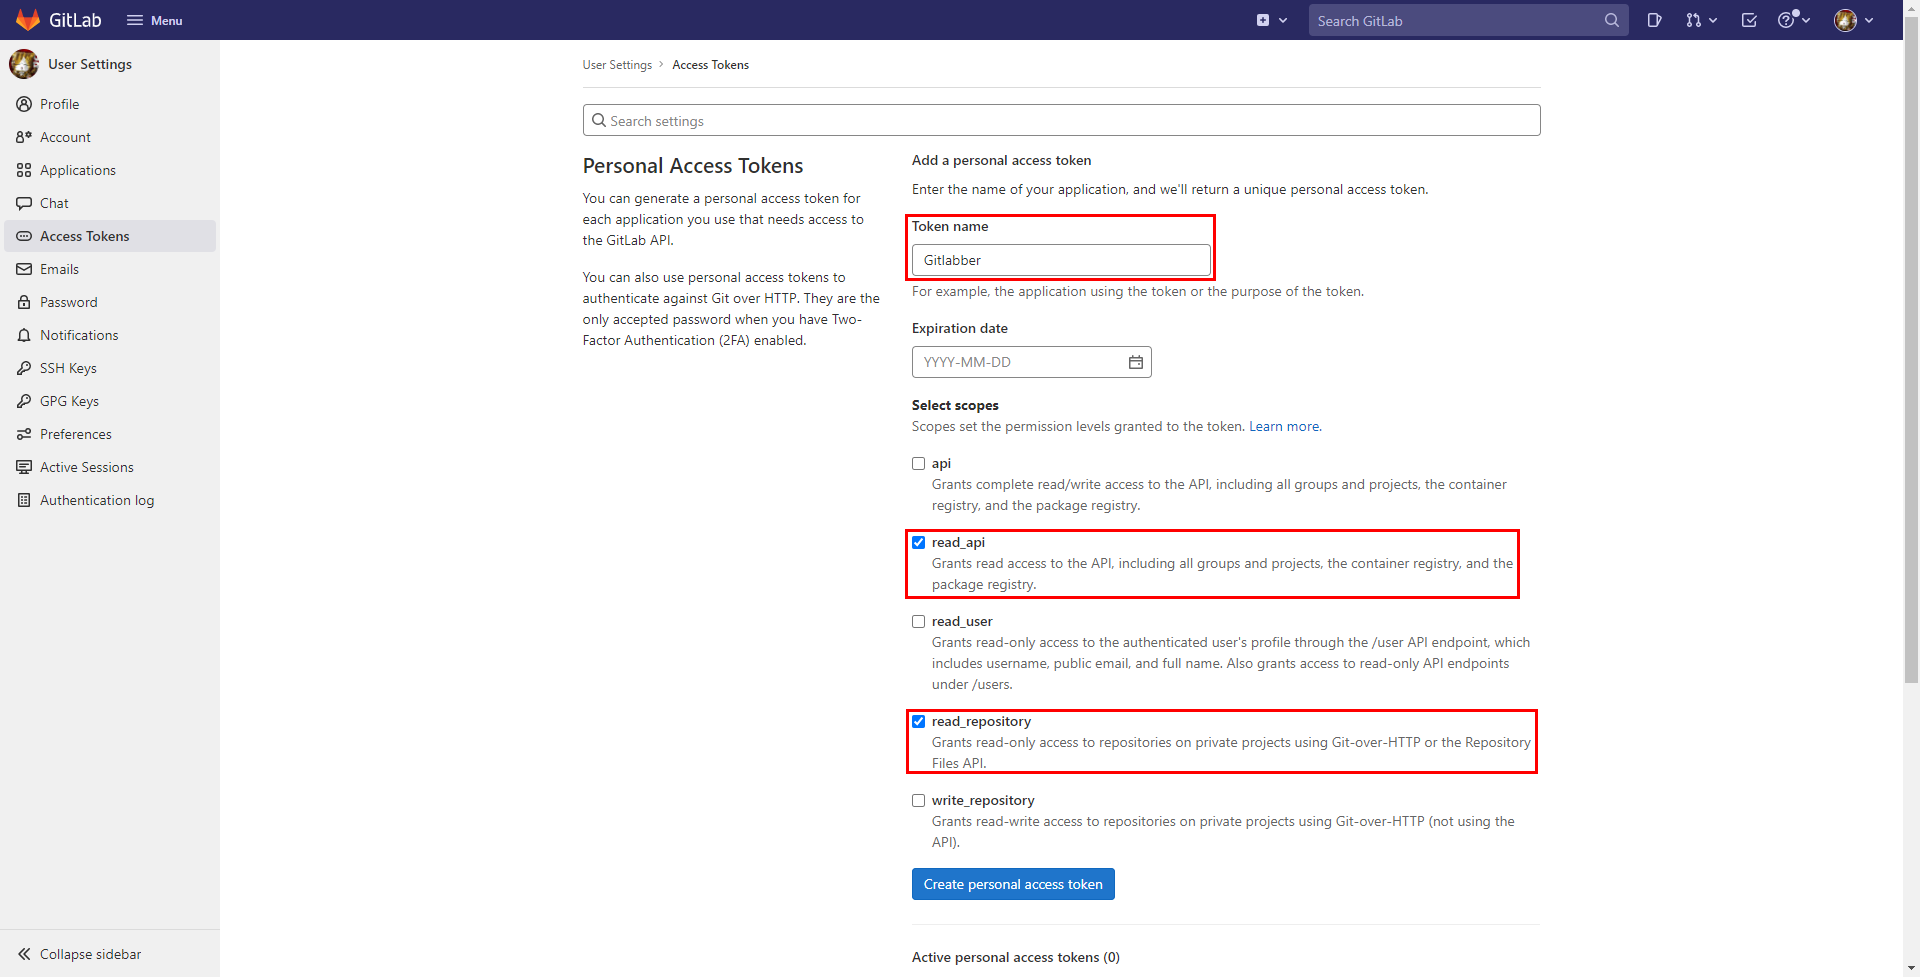 GitLab
Menu
Search GitLab
User Settings
Profile
Account
Applications
Chat
Access Tokens
Emails
Password
Notifications
SSH Keys
GPG Keys
Preferences
Active Sessions
Authentication log
Collapse sidebar
User Settings > Access Tokens
Search settings
Personal Access Tokens
You can generate a personal access token for
each application you use that needs access to
the GitLab API.
You can also use personal access tokens to
authenticate against Git over HTTP. They are the
only accepted password when you have Two-
Factor Authentication (2FA) enabled.
Add a personal access token
Enter the name of your application, and we'll return a unique personal access token.
Token name
Gitlabber
For example, the application using the token or the purpose of the token.
Expiration date
YYYY-MM-DD
Select scopes
Scopes set the permission levels granted to the token. Learn more.
api
Grants complete read/write access to the API, including all groups and projects, the container
registry, and the package registry.
read_api
Grants read access to the API, including all groups and projects, the container registry, and the
package registry.
read_user
Grants read-only access to the authenticated user's profile through the /user API endpoint, which
includes username, public email, and full name. Also grants access to read-only API endpoints
under /users.
read_repository
Grants read-only access to repositories on private projects using Git-over-HTTP or the Repository
Files API.
write_repository
Grants read-write access to repositories on private projects using Git-over-HTTP (not using the
API).
Create personal access token
Active personal access tokens (0)